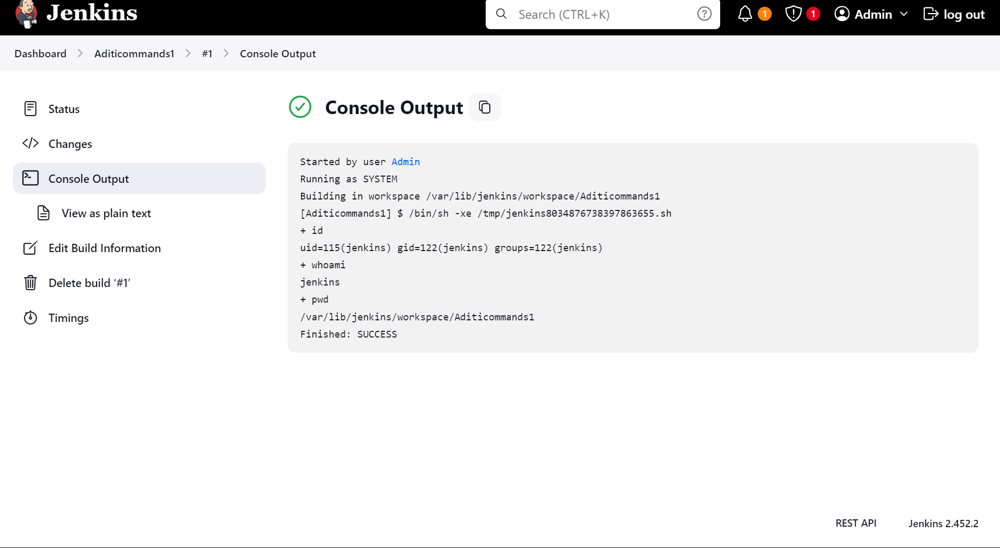 Jenkins
Search (CTRL+K)
1
1
Admin
log out
Dashboard
Aditicommands1
#1
Console Output
Status
Changes
Console Output
View as plain text
Edit Build Information
Delete build ‘#1’
Timings
Console Output
Started by user Admin
Running as SYSTEM
Building in workspace /var/lib/jenkins/workspace/Aditicommands1
[Aditicommands1] $ /bin/sh -xe /tmp/jenkins8034876738397863655.sh
+ id
uid=115(jenkins) gid=122(jenkins) groups=122(jenkins)
+ whoami
jenkins
+ pwd
/var/lib/jenkins/workspace/Aditicommands1
Finished: SUCCESS
REST API
Jenkins 2.452.2